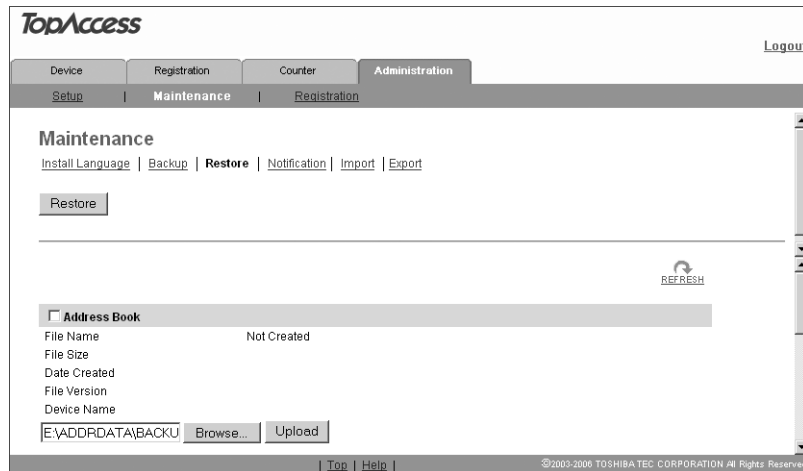 TopAccess
Logout
Device Registration Counter Administration
Setup | Maintenance | Registration
Maintenance
Install Language | Backup | Restore | Notification | Import | Export
Restore
REFRESH
Address Book
File Name Not Created
File Size
Date Created
File Version
Device Name
E:\ADDRDATA\BACKU Browse... Upload
| Top | Help | ©2003-2006 TOSHIBA TEC CORPORATION All Rights Reserved